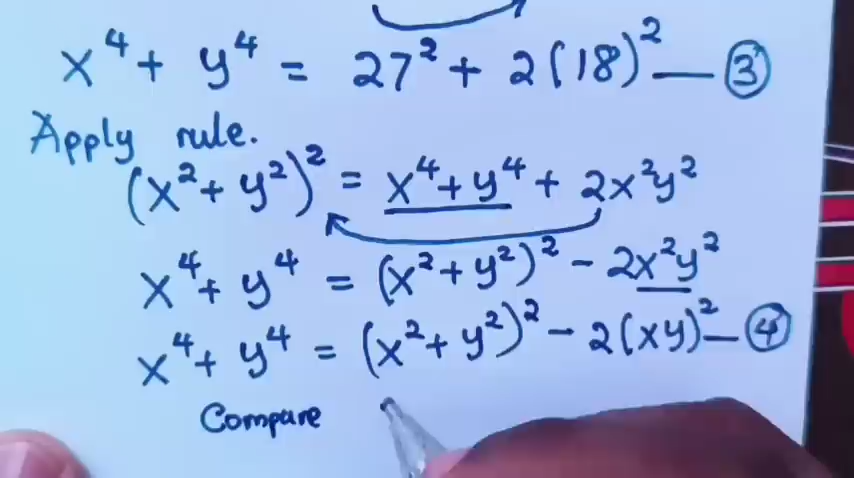 x⁴ + y⁴ = 27² + 2(18)² — ③
Apply rule.
(x² + y²)² = x⁴ + y⁴ + 2x²y²
x⁴ + y⁴ = (x² + y²)² - 2x²y²
x⁴ + y⁴ = (x² + y²)² - 2(xy)² — ④
Compare